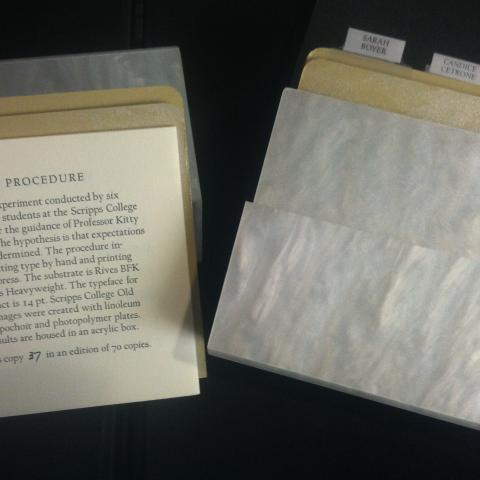 PROCEDURE
xperiment conducted by six
students at the Scripps College
r the guidance of Professor Kitty
he hypothesis is that expectations
dermined. The procedure in-
ting type by hand and printing
press. The substrate is Rives BFK
s Heavyweight. The typeface for
ct is 14 pt. Scripps College Old
mages were created with linoleum
pochoir and photopolymer plates.
sults are housed in an acrylic box.
s copy 37 in an edition of 70 copies.
SARAH
BOYER
CANDICE
CETRONE